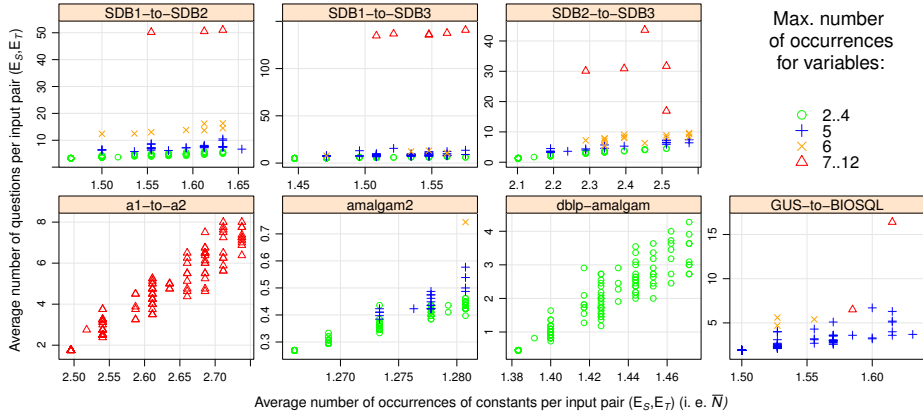 SDB1−to−SDB2
SDB1−to−SDB3
SDB2−to−SDB3
Max. number
of occurrences
for variables:
2..4
5
6
7..12
10 20 30 40 50
1.50 1.55 1.60 1.65
0 50 150
1.45 1.50 1.55
0 10 20 30 40
2.1 2.2 2.3 2.4 2.5
a1−to−a2
amalgam2
dblp−amalgam
GUS−to−BIOSQL
2 4 6 8
2.50 2.55 2.60 2.65 2.70
0.3 0.4 0.5 0.7
1.270 1.275 1.280
1 2 3 4
1.38 1.40 1.42 1.44 1.46
5 10 15
1.50 1.55 1.60
Average number of questions per input pair (E_S,E_T)
Average number of occurrences of constants per input pair (E_S,E_T) (i. e. N̅)